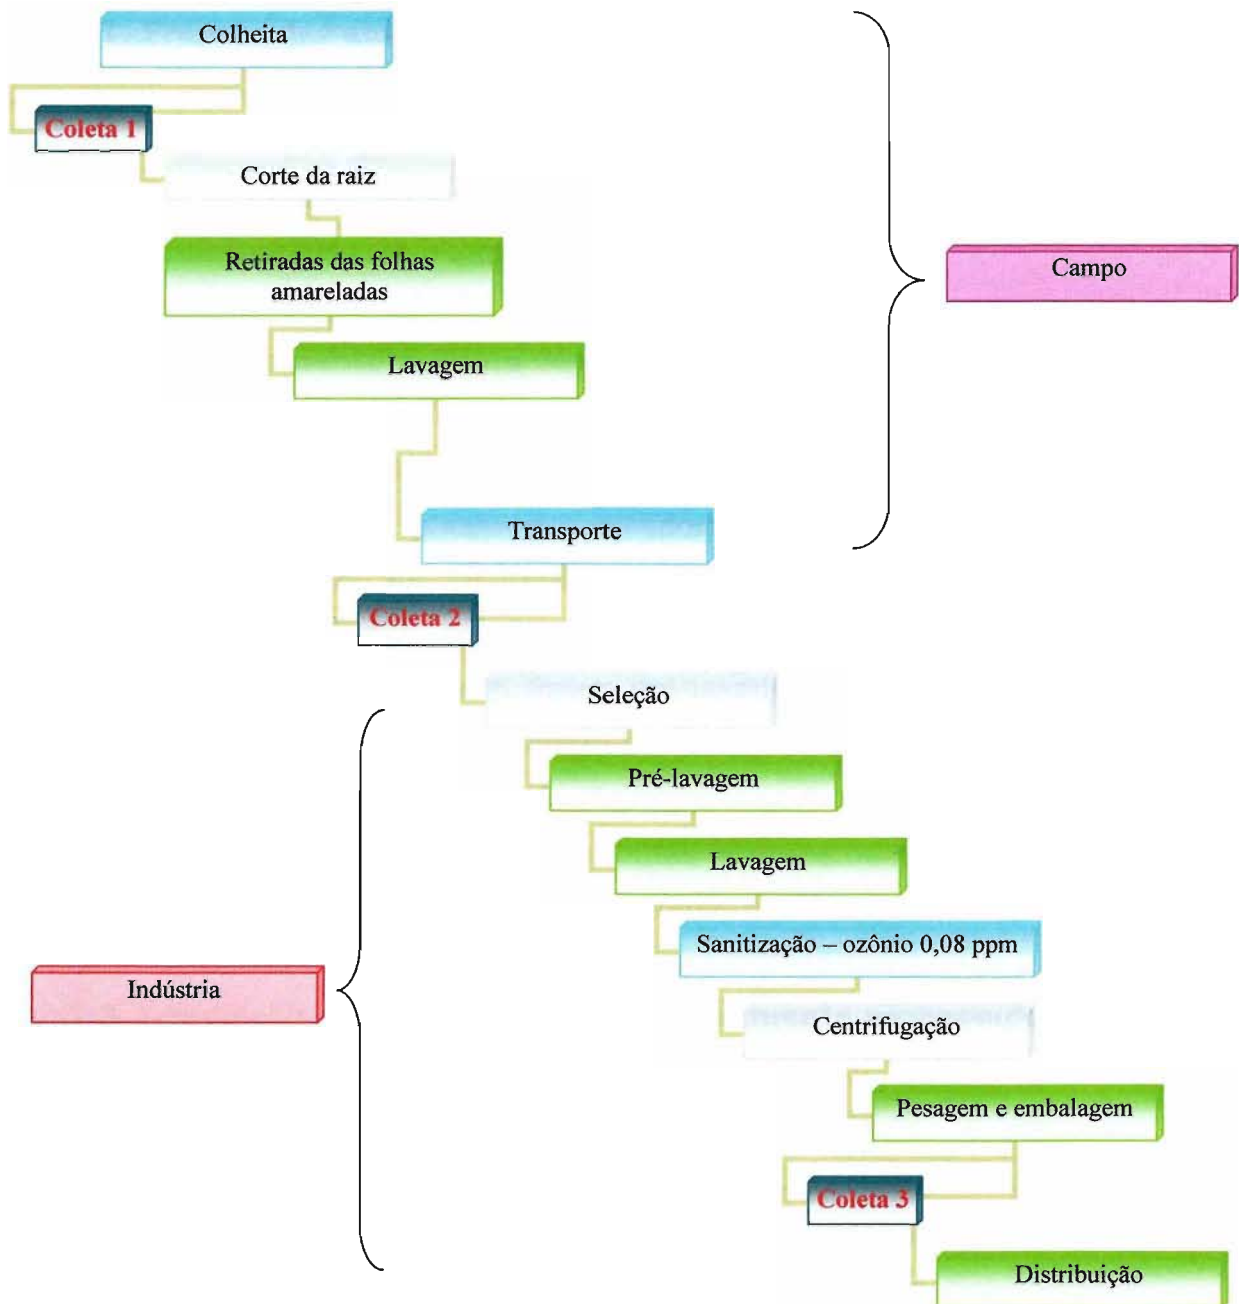 Colheita
Coleta 1
Corte da raiz
Retiradas das folhas
amareladas
Campo
Lavagem
Transporte
Coleta 2
Seleção
Pré-lavagem
Lavagem
Sanitização – ozônio 0,08 ppm
Indústria
Centrifugação
Pesagem e embalagem
Coleta 3
Distribuição